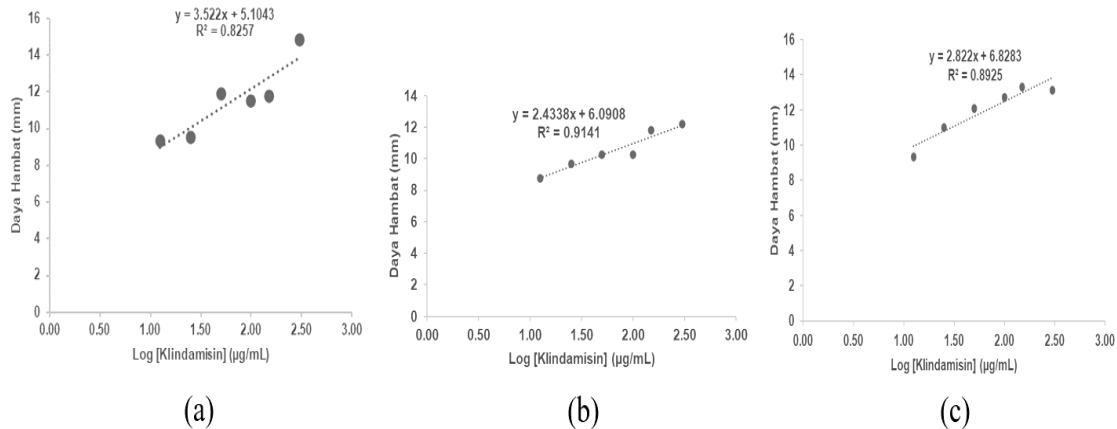 y = 3.522x + 5.1043
R² = 0.8257
16
14
12
10
8
6
4
2
0
0.00 0.50 1.00 1.50 2.00 2.50 3.00
Daya Hambat (mm)
Log [Klindamisin] (µg/mL)
(a)
y = 2.4338x + 6.0908
R² = 0.9141
14
12
10
8
6
4
2
0
0.00 0.50 1.00 1.50 2.00 2.50 3.00
Daya Hambat (mm)
Log [Klindamisin] (µg/mL)
(b)
y = 2.822x + 6.8283
R² = 0.8925
16
14
12
10
8
6
4
2
0
0.00 0.50 1.00 1.50 2.00 2.50 3.00
Daya Hambat (mm)
Log [Klindamisin] (µg/mL)
(c)